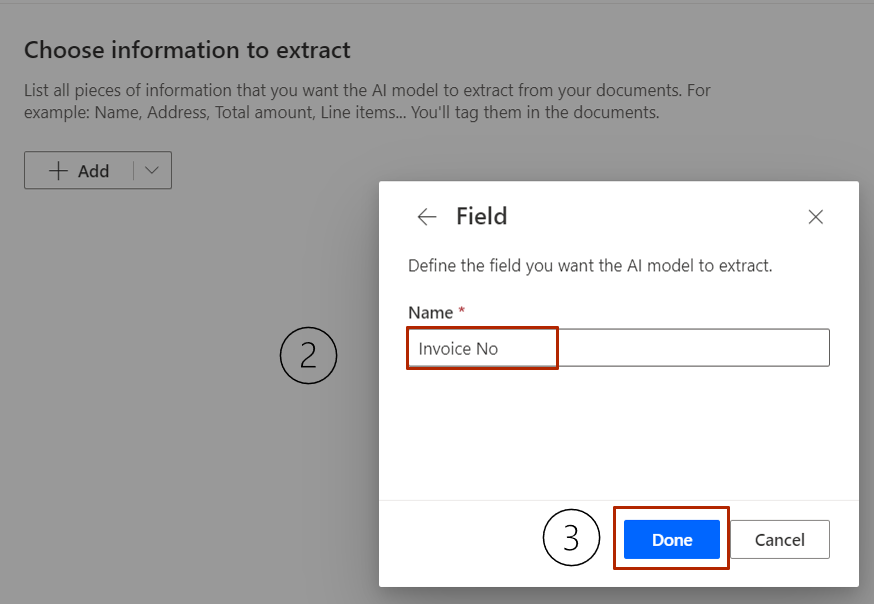 Choose information to extract
List all pieces of information that you want the AI model to extract from your documents. For
example: Name, Address, Total amount, Line items... You'll tag them in the documents.
Add
Field
Define the field you want the AI model to extract.
Name *
Invoice No
2
3
Done
Cancel